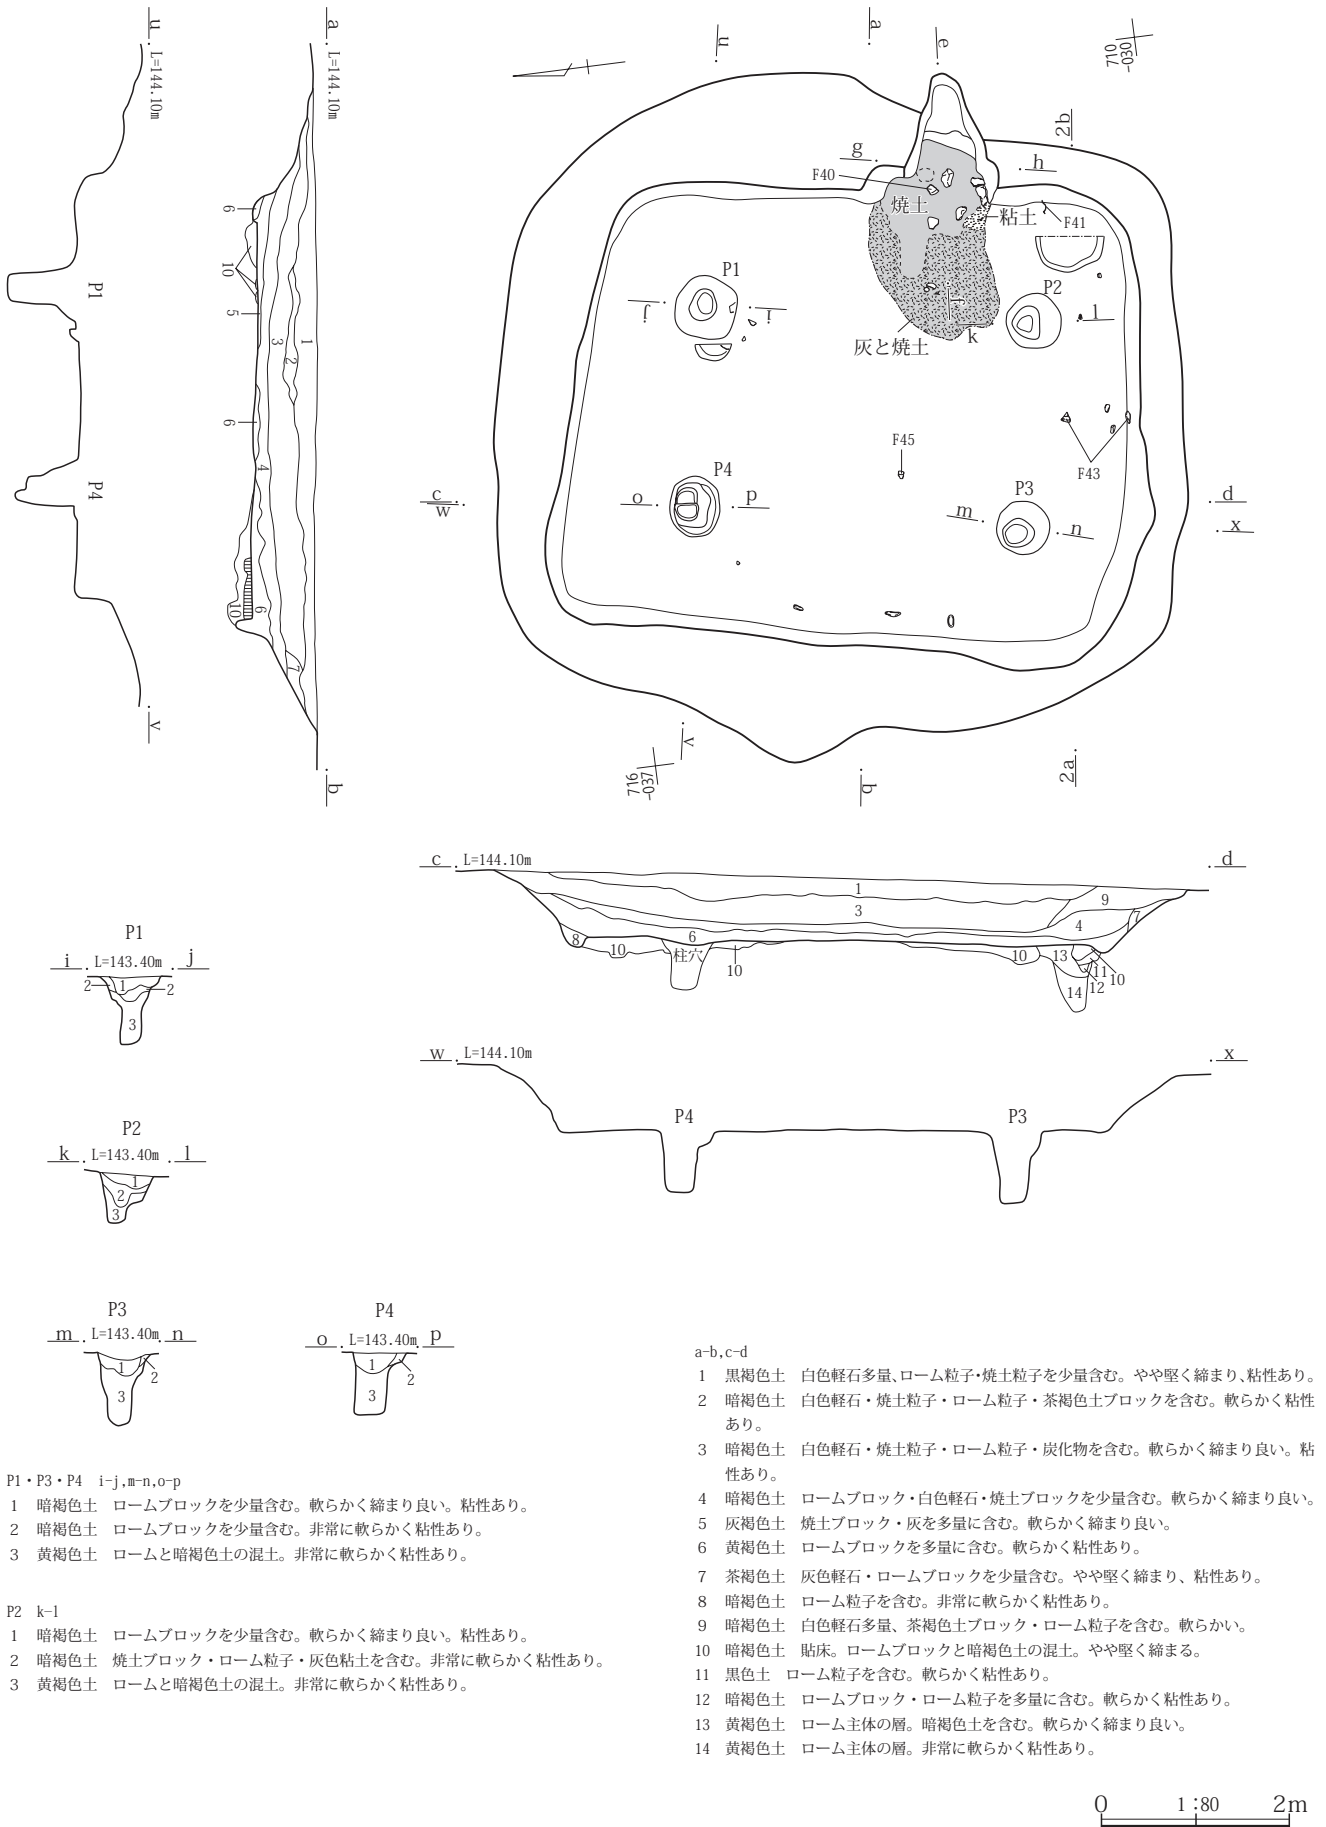 u
a
L=144.10m
L=144.10m
u
a
e
710
-030
2b
g
h
F40
焼土
粘土
F41
P1
P2
j
i
f
k
l
灰と焼土
6
10
5
3
2
1
P1
6
4
P4
F45
F43
P4
P3
c
w
o
p
m
n
d
x
10
6
7
v
b
v
716
-037
b
2a
c L=144.10m d
1
3
9
4
7
8
10
6
柱穴
10
10
13
11
10
12
14
w L=144.10m x
P4 P3
P1
i L=143.40m j
2 1 2
3
P2
k L=143.40m l
1
2
3
P3
m L=143.40m n
1
2
3
P4
o L=143.40m p
1
2
3
P1・P3・P4 i-j,m-n,o-p
1 暗褐色土 ロームブロックを少量含む。軟らかく締まり良い。粘性あり。
2 暗褐色土 ロームブロックを少量含む。非常に軟らかく粘性あり。
3 黄褐色土 ロームと暗褐色土の混土。非常に軟らかく粘性あり。
P2 k-l
1 暗褐色土 ロームブロックを少量含む。軟らかく締まり良い。粘性あり。
2 暗褐色土 焼土ブロック・ローム粒子・灰色粘土を含む。非常に軟らかく粘性あり。
3 黄褐色土 ロームと暗褐色土の混土。非常に軟らかく粘性あり。
a-b,c-d
1 黒褐色土 白色軽石多量、ローム粒子・焼土粒子を少量含む。やや堅く締まり、粘性あり。
2 暗褐色土 白色軽石・焼土粒子・ローム粒子・茶褐色土ブロックを含む。軟らかく粘性
あり。
3 暗褐色土 白色軽石・焼土粒子・ローム粒子・炭化物を含む。軟らかく締まり良い。粘
性あり。
4 暗褐色土 ロームブロック・白色軽石・焼土ブロックを少量含む。軟らかく締まり良い。
5 灰褐色土 焼土ブロック・灰を多量に含む。軟らかく締まり良い。
6 黄褐色土 ロームブロックを多量に含む。軟らかく粘性あり。
7 茶褐色土 灰色軽石・ロームブロックを少量含む。やや堅く締まり、粘性あり。
8 暗褐色土 ローム粒子を含む。非常に軟らかく粘性あり。
9 暗褐色土 白色軽石多量、茶褐色土ブロック・ローム粒子を含む。軟らかい。
10 暗褐色土 貼床。ロームブロックと暗褐色土の混土。やや堅く締まる。
11 黒色土 ローム粒子を含む。軟らかく粘性あり。
12 暗褐色土 ロームブロック・ローム粒子を多量に含む。軟らかく粘性あり。
13 黄褐色土 ローム主体の層。暗褐色土を含む。軟らかく締まり良い。
14 黄褐色土 ローム主体の層。非常に軟らかく粘性あり。
0 1:80 2m